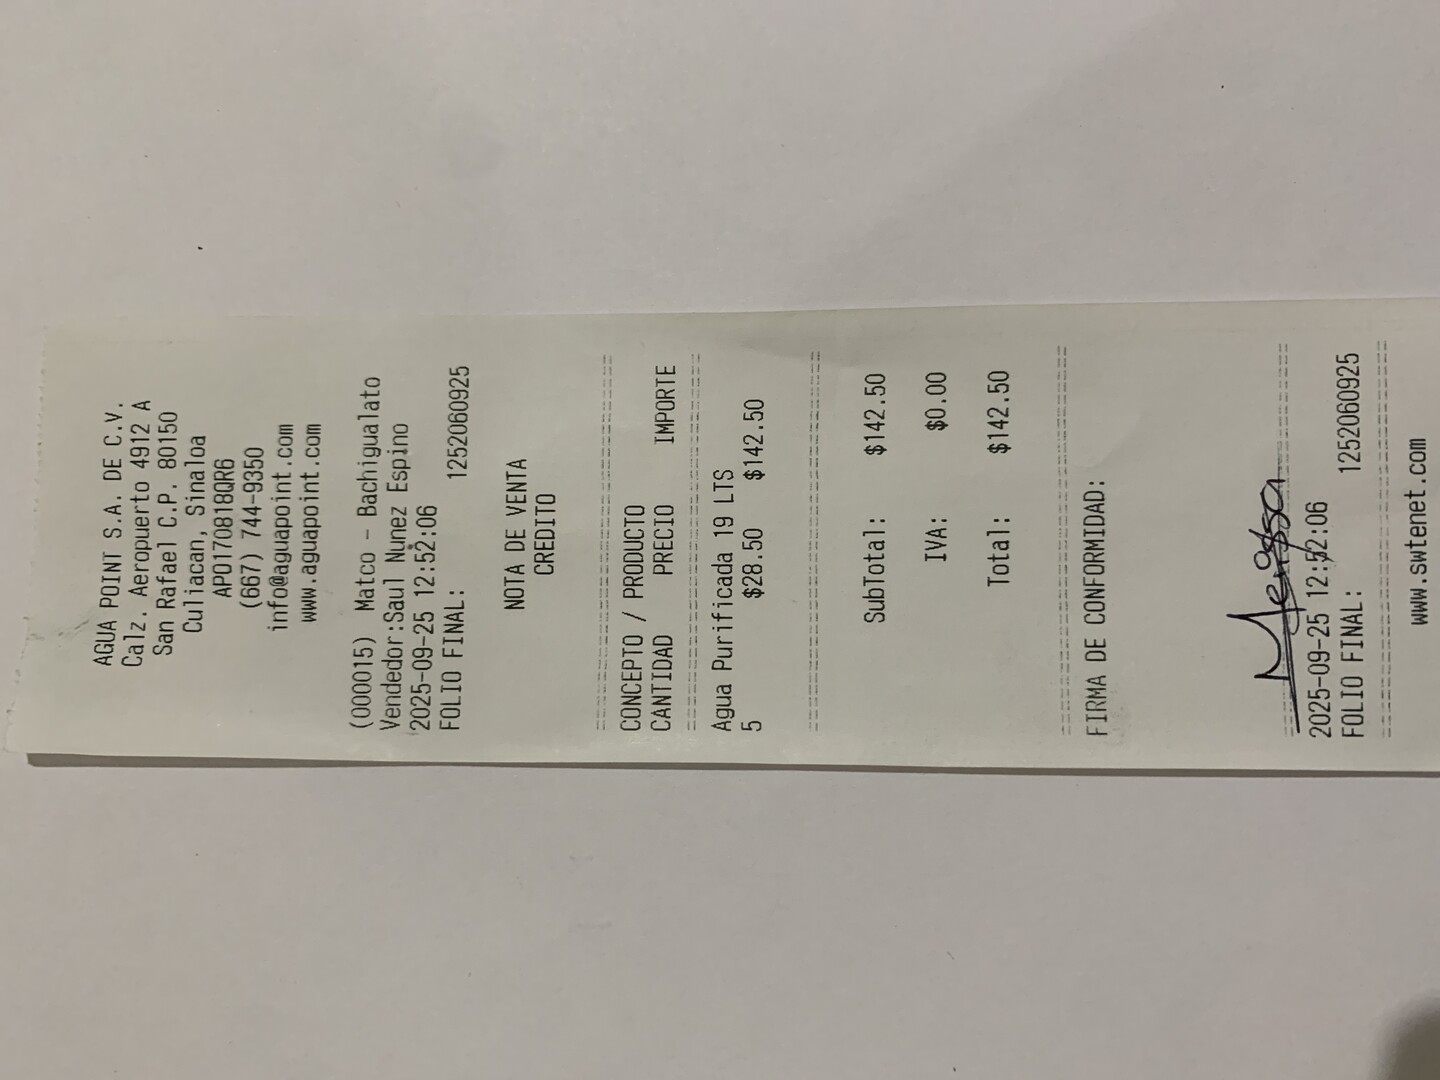 AGUA POINT S.A. DE C.V.
Calz. Aeropuerto 4912 A
San Rafael C.P. 80150
Culiacan, Sinaloa
APO170818QR6
(667) 744-9350
info@aguapoint.com
www.aguapoint.com
(000015) Matco - Bachigualato
Vendedor:Saul Nunez Espino
2025-09-25 12:52:06
FOLIO FINAL: 1252060925
NOTA DE VENTA
CREDITO
CONCEPTO / PRODUCTO
CANTIDAD PRECIO IMPORTE
Agua Purificada 19 LTS
5 $28.50 $142.50
SubTotal: $142.50
IVA: $0.00
Total: $142.50
FIRMA DE CONFORMIDAD:
2025-09-25 12:52:06
FOLIO FINAL: 1252060925
www.swtenet.com